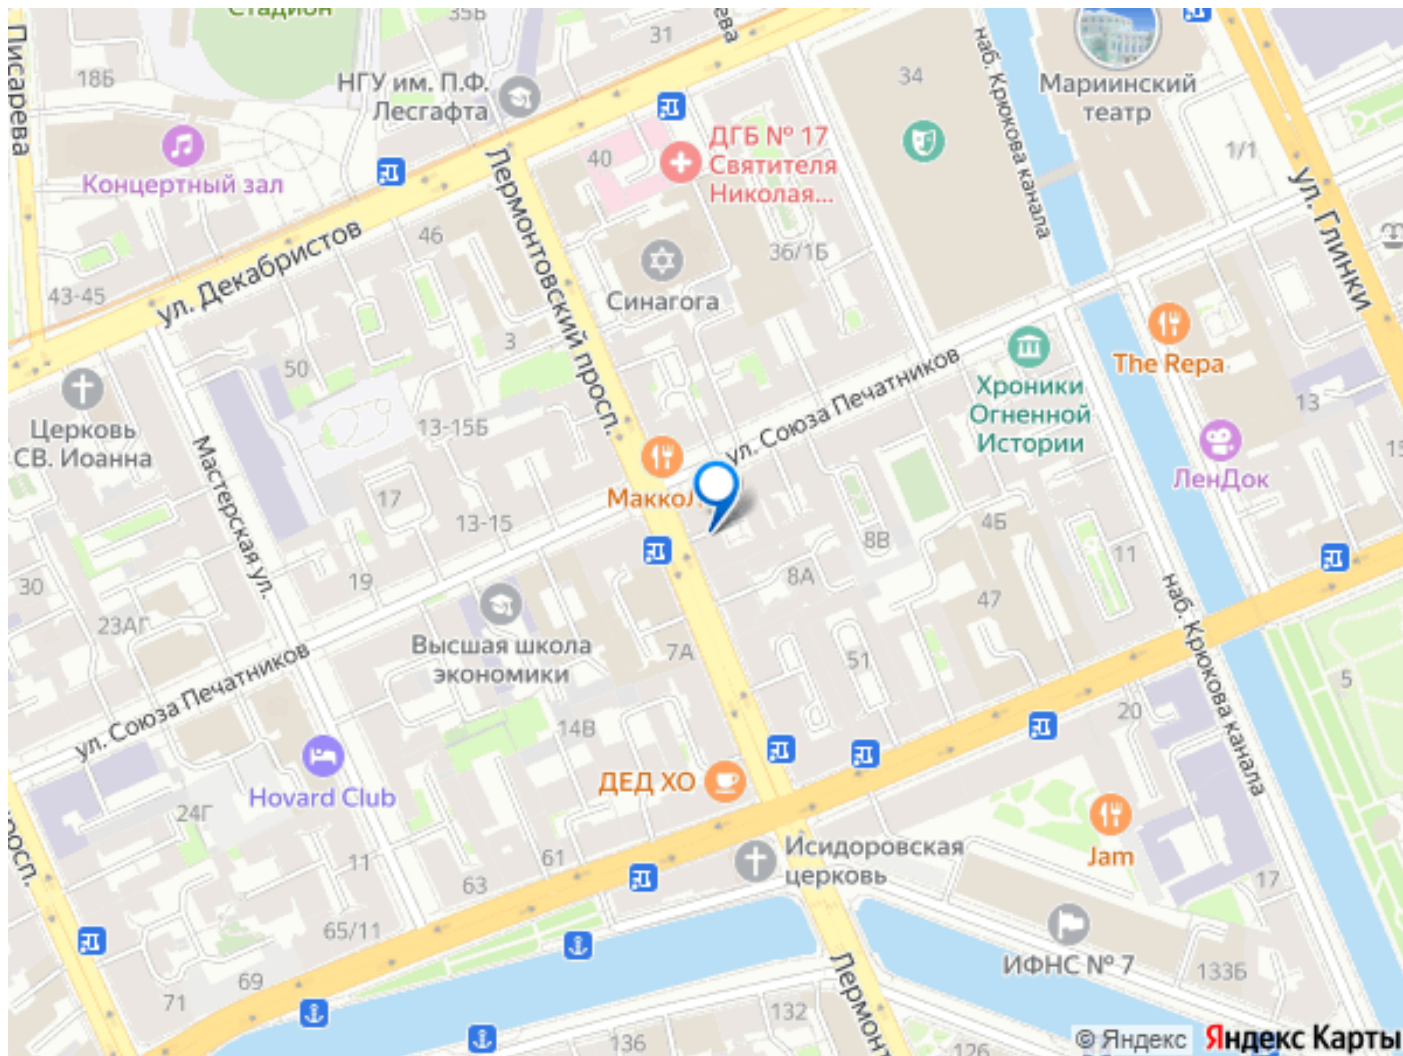 Стадион
35Б
31
ева
Писарева
18Б
НГУ им. П.Ф.
Лесгафта
34
наб. Крюкова канала
Мариинский
театр
1/1
ул. Глинки
Концертный зал
40
ДГБ № 17
Святителя
Николая...
Лермонтовский просп.
46
36/1Б
ул. Декабристов
43-45
Синагога
3
50
The Repa
Хроники
Огненной
Истории
ул. Союза Печатников
13
Церковь
СВ. Иоанна
13-15Б
15
ЛенДок
Мастерская ул.
17
МаккоЛ
13-15
4Б
8В
11
30
19
8А
47
23АГ
Высшая школа
экономики
7А
51
наб. Крюкова канала
5
ул. Союза Печатников
14В
20
Hovard Club
ДЕД ХО
24Г
осп.
11
61
63
Исидоровская
церковь
Jam
17
65/11
69
71
ИФНС № 7
133Б
Лермонт
132
136
126
© Яндекс Яндекс Карты